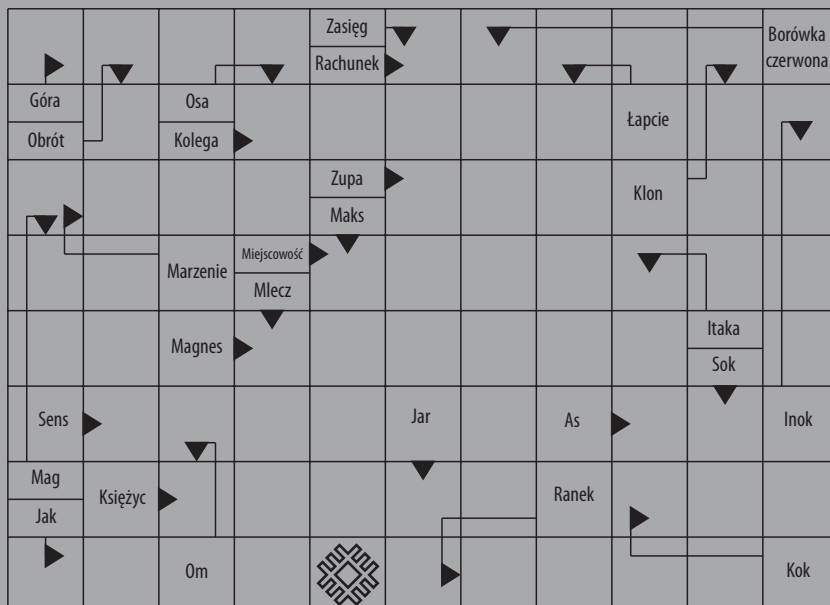 Zasięg
Rachunek
Borówka
czerwona
Góra
Obrót
Osa
Kolega
Łapcie
Zupa
Maks
Klon
Marzenie
Miejscowość
Mlecz
Magnes
Itaka
Sok
Sens
Jar
As
Inok
Mag
Jak
Księżyc
Ranek
Om
Kok